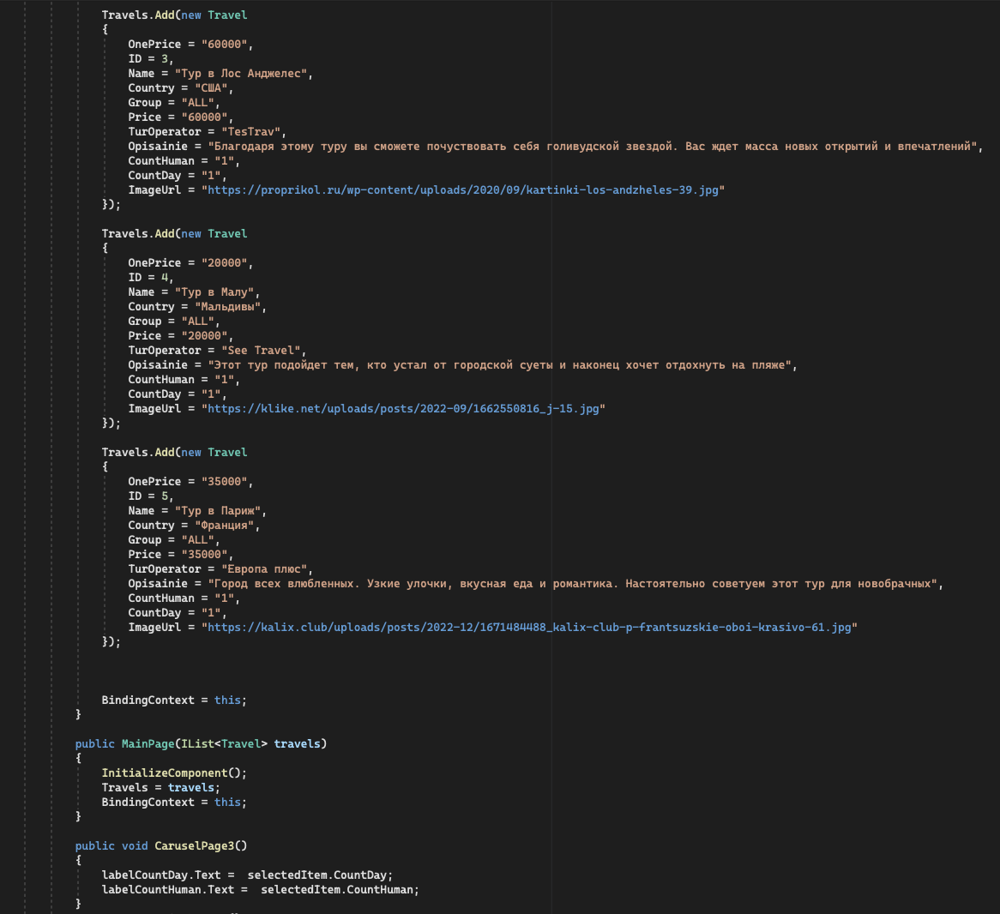 Travels.Add(new Travel
{
OnePrice = "60000",
ID = 3,
Name = "Тур в Лос Анджелес",
Country = "США",
Group = "ALL",
Price = "60000",
TurOperator = "TesTrav",
Opisainie = "Благодаря этому туру вы сможете почуствовать себя голивудской звездой. Вас ждет масса новых открытий и впечатлений",
CountHuman = "1",
CountDay = "1",
ImageUrl = "https://proprikol.ru/wp-content/uploads/2020/09/kartinki-los-andzheles-39.jpg"
});
Travels.Add(new Travel
{
OnePrice = "20000",
ID = 4,
Name = "Тур в Малу",
Country = "Мальдивы",
Group = "ALL",
Price = "20000",
TurOperator = "See Travel",
Opisainie = "Этот тур подойдет тем, кто устал от городской суеты и наконец хочет отдохнуть на пляже",
CountHuman = "1",
CountDay = "1",
ImageUrl = "https://klike.net/uploads/posts/2022-09/1662550816_j-15.jpg"
});
Travels.Add(new Travel
{
OnePrice = "35000",
ID = 5,
Name = "Тур в Париж",
Country = "Франция",
Group = "ALL",
Price = "35000",
TurOperator = "Европа плюс",
Opisainie = "Город всех влюбленных. Узкие улочки, вкусная еда и романтика. Настоятельно советуем этот тур для новобрачных",
CountHuman = "1",
CountDay = "1",
ImageUrl = "https://kalix.club/uploads/posts/2022-12/1671484488_kalix-club-p-frantsuzskie-oboi-krasivo-61.jpg"
});
BindingContext = this;
}
public MainPage(IList<Travel> travels)
{
InitializeComponent();
Travels = travels;
BindingContext = this;
}
public void CaruselPage3()
{
labelCountDay.Text =  selectedItem.CountDay;
labelCountHuman.Text =  selectedItem.CountHuman;
}